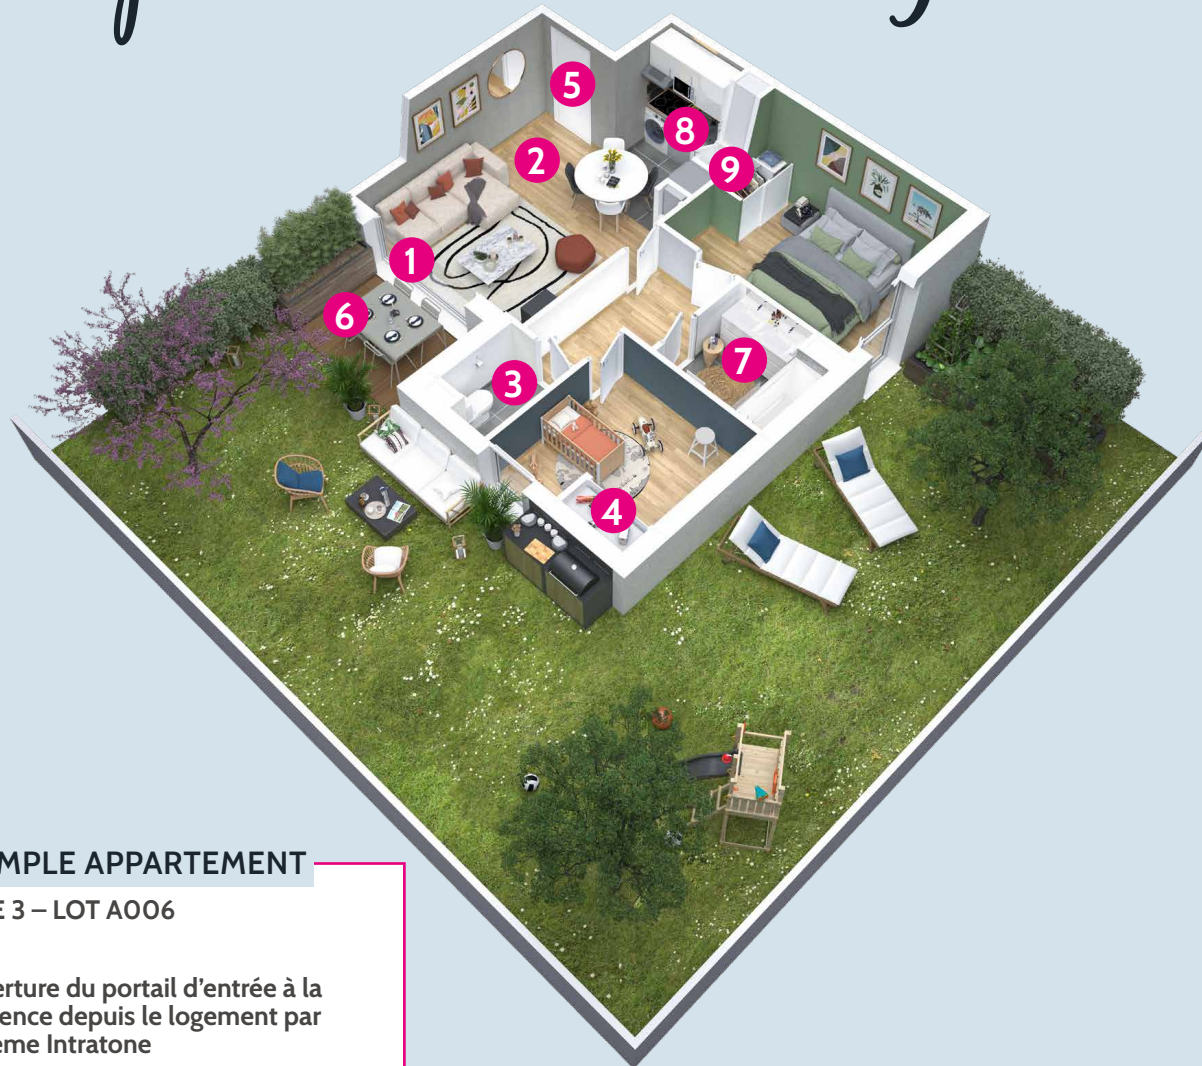 5
8
2
9
1
6
7
3
4
MPLE APPARTEMENT
E 3 – LOT A006
erture du portail d’entrée à la
ence depuis le logement par
ème Intratone